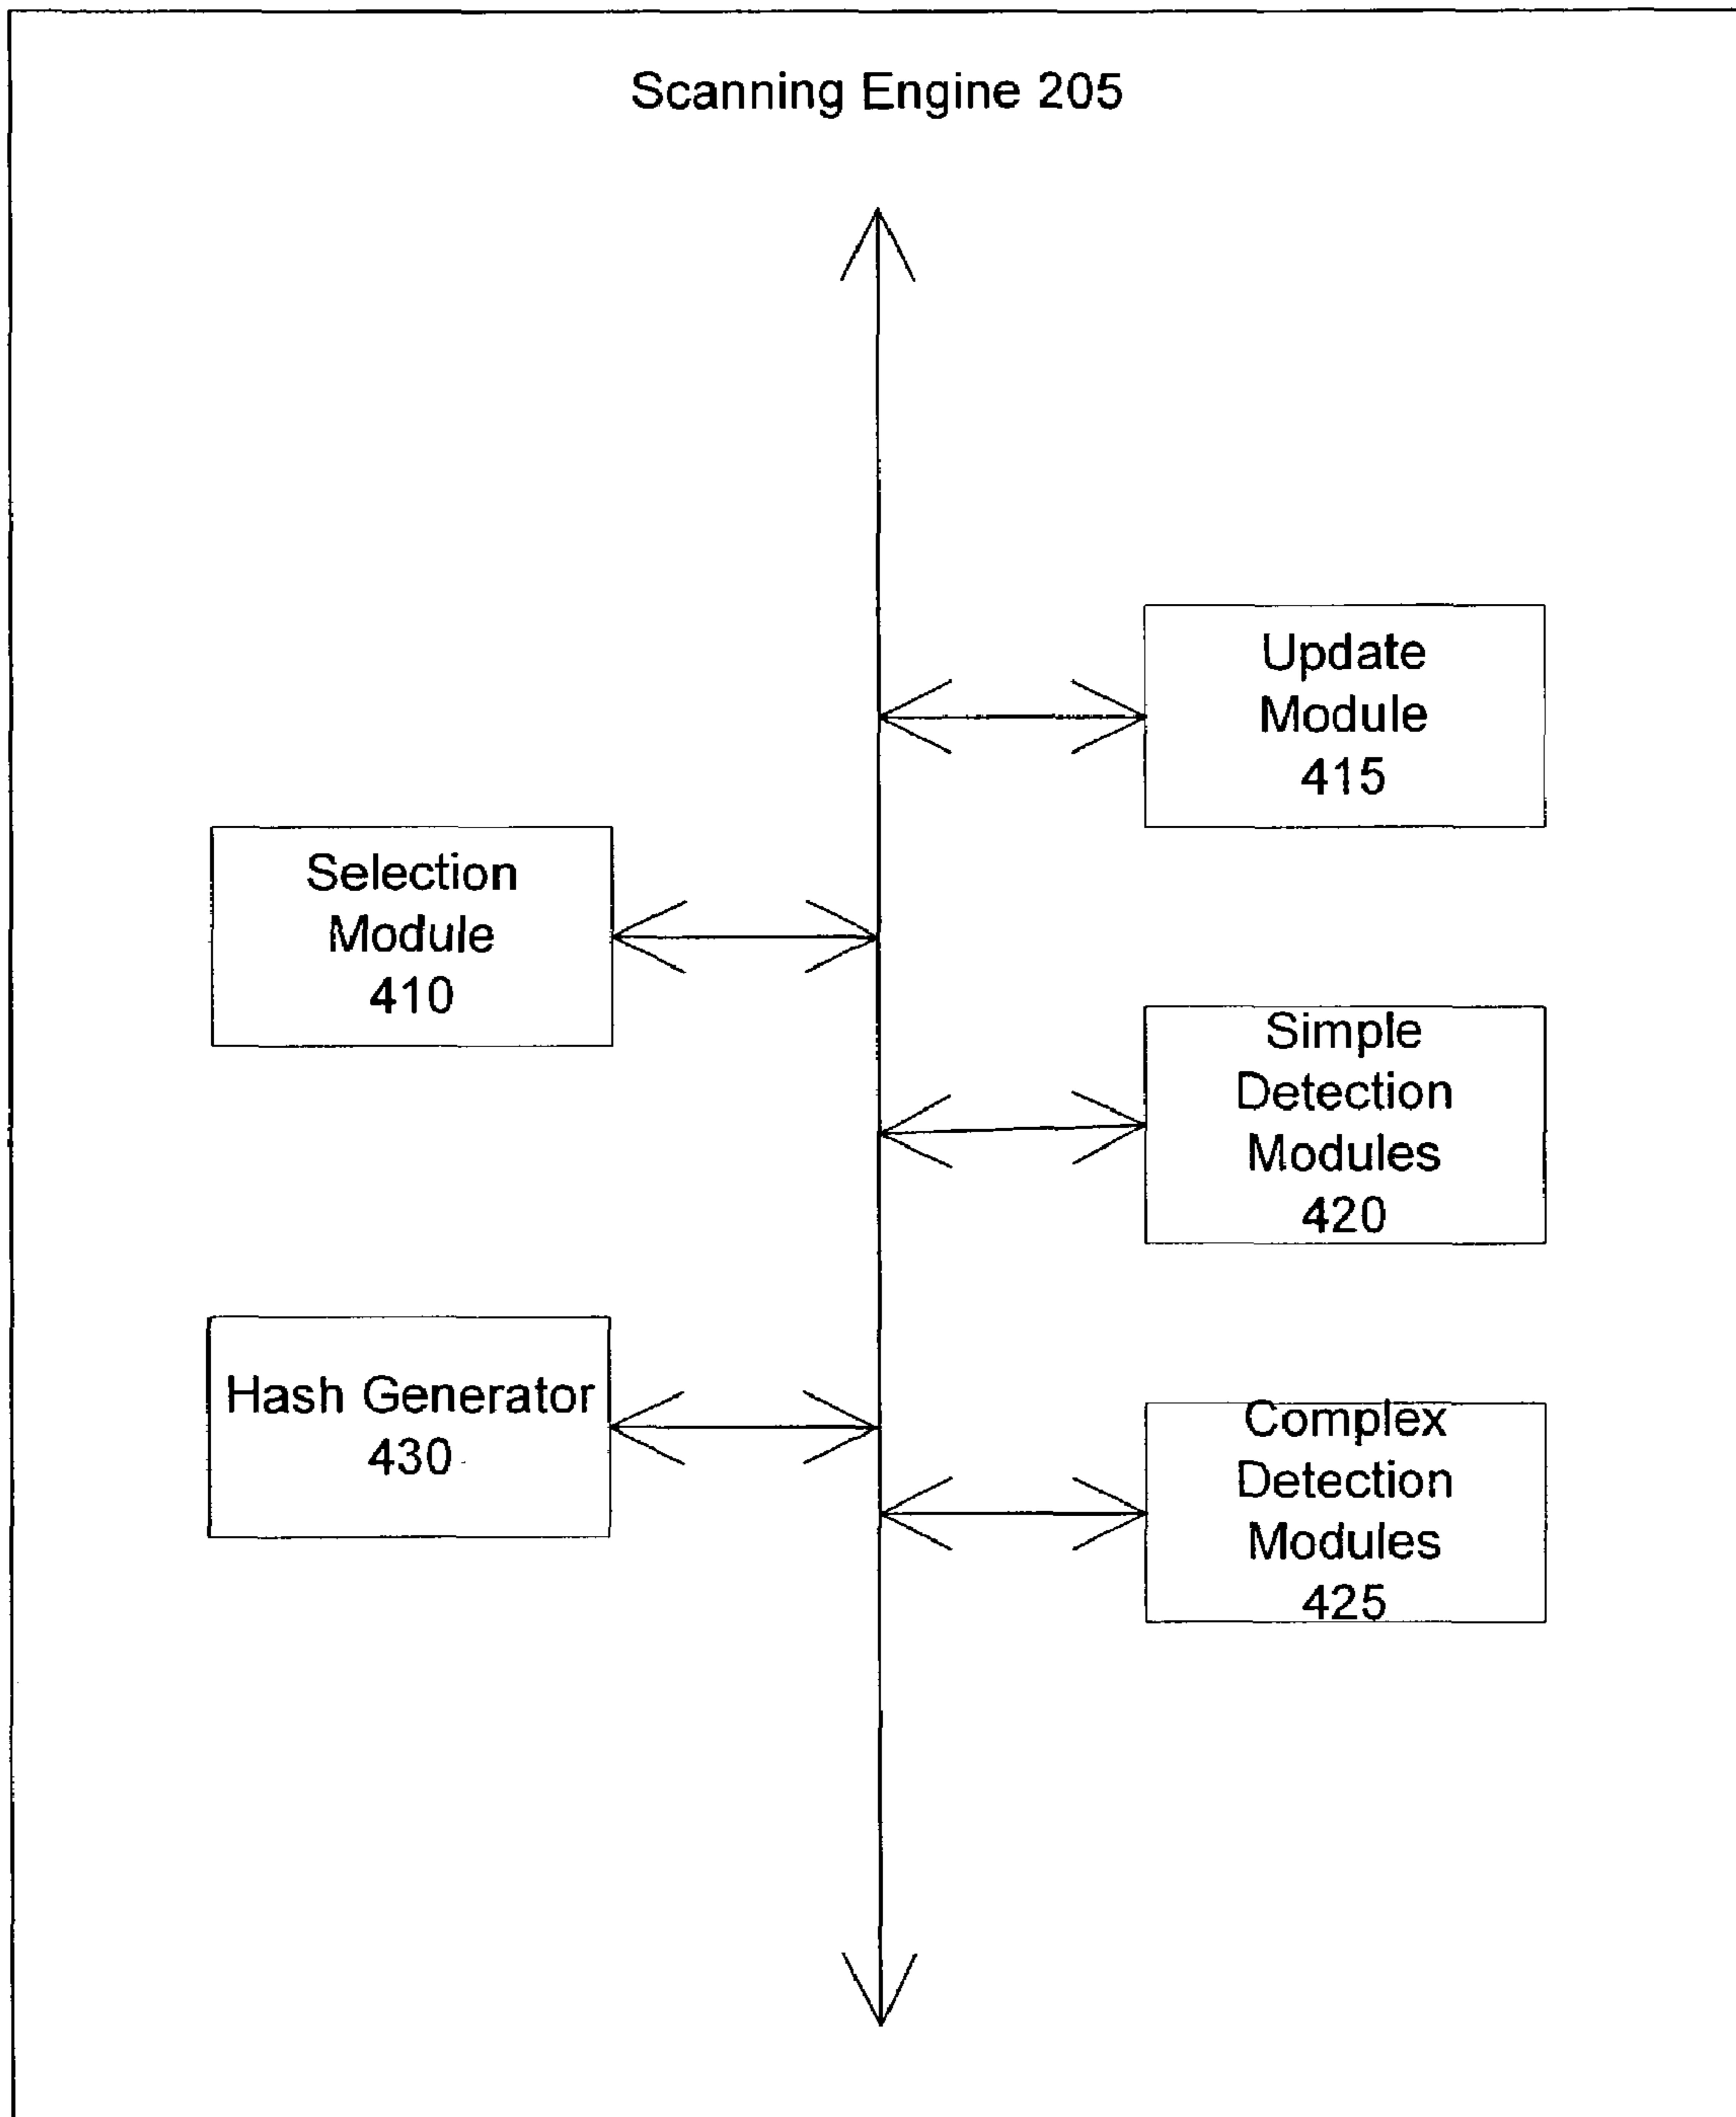 Scanning Engine 205
Update
Module
415
Selection
Module
410
Simple
Detection
Modules
420
Hash Generator
430
Complex
Detection
Modules
425